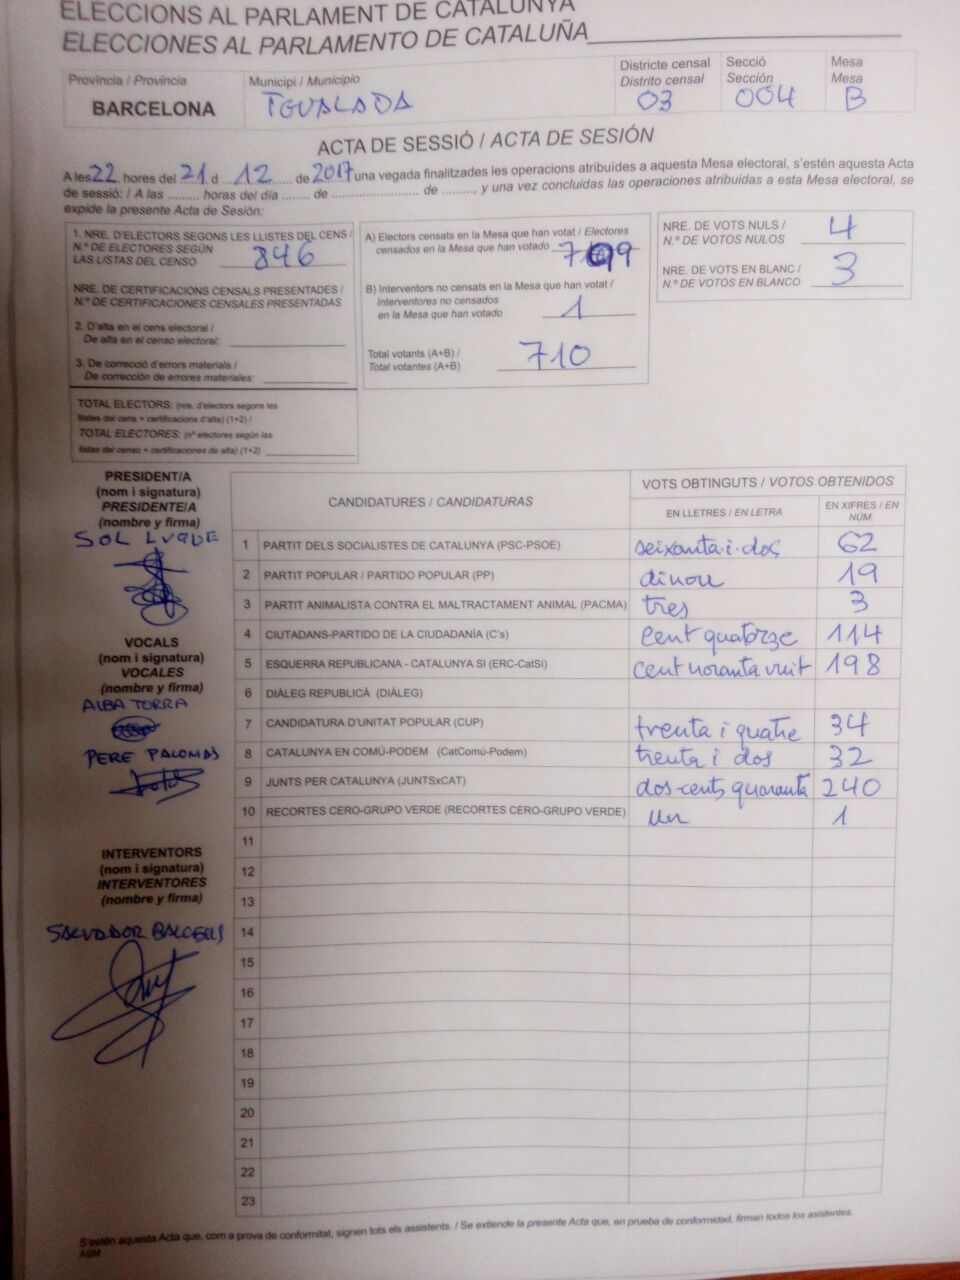 ELECCIONS AL PARLAMENT DE CATALUNYA
ELECCIONES AL PARLAMENTO DE CATALUÑA
Província / Provincia
BARCELONA
Municipi / Municipio
IGUALADA
Districte censal
Distrito censal
03
Secció
Sección
004
Mesa
Mesa
B
ACTA DE SESSIÓ / ACTA DE SESIÓN
A les 22 hores del 21 d ... 12 ... de 2017 una vegada finalitzades les operacions atribuïdes a aquesta Mesa electoral, s'estén aquesta Acta
de sessió: / A las ......... horas del día ....... de ...................... de ........, y una vez concluidas las operaciones atribuidas a esta Mesa electoral, se
expide la presente Acta de Sesión:
1. NRE. D'ELECTORS SEGONS LES LLISTES DEL CENS /
N.º DE ELECTORES SEGÚN
LAS LISTAS DEL CENSO
846
NRE. DE CERTIFICACIONS CENSALS PRESENTADES /
N.º DE CERTIFICACIONES CENSALES PRESENTADAS
2. D'alta en el cens electoral /
De alta en el censo electoral:
3. De correcció d'errors materials /
De corrección de errores materiales:
TOTAL ELECTORS: (nre. d'electors segons les
llistes del cens + certificacions d'alta) (1+2) /
TOTAL ELECTORES: (nº electores según las
listas del censo + certificaciones de alta) (1+2)
A) Electors censats en la Mesa que han votat / Electores
censados en la Mesa que han votado
709
B) Interventors no censats en la Mesa que han votat /
Interventores no censados
en la Mesa que han votado
1
Total votants (A+B) /
Total votantes (A+B)
710
NRE. DE VOTS NULS /
N.º DE VOTOS NULOS
4
NRE. DE VOTS EN BLANC /
N.º DE VOTOS EN BLANCO
3
PRESIDENT/A
(nom i signatura)
PRESIDENTE/A
(nombre y firma)
SOL LUQUE
VOCALS
(nom i signatura)
VOCALES
(nombre y firma)
ALBA TORRA
PERE PALOMAS
INTERVENTORS
(nom i signatura)
INTERVENTORES
(nombre y firma)
SALVADOR BALCELLS
CANDIDATURES / CANDIDATURAS
VOTS OBTINGUTS / VOTOS OBTENIDOS
EN LLETRES / EN LETRA
EN XIFRES / EN NÚM.
1 PARTIT DELS SOCIALISTES DE CATALUNYA (PSC-PSOE) seixanta-i-dos 62
2 PARTIT POPULAR / PARTIDO POPULAR (PP) dinou 19
3 PARTIT ANIMALISTA CONTRA EL MALTRACTAMENT ANIMAL (PACMA) tres 3
4 CIUTADANS-PARTIDO DE LA CIUDADANÍA (C's) cent quatorze 114
5 ESQUERRA REPUBLICANA - CATALUNYA SI (ERC-CatSí) cent noranta vuit 198
6 DIÀLEG REPUBLICÀ (DIÀLEG)
7 CANDIDATURA D'UNITAT POPULAR (CUP) trenta i quatre 34
8 CATALUNYA EN COMÚ-PODEM (CatComú-Podem) trenta i dos 32
9 JUNTS PER CATALUNYA (JUNTSxCAT) dos-cents quaranta 240
10 RECORTES CERO-GRUPO VERDE (RECORTES CERO-GRUPO VERDE) un 1
11
12
13
14
15
16
17
18
19
20
21
22
23
S'estén aquesta Acta que, com a prova de conformitat, signen tots els assistents. / Se extiende la presente Acta que, en prueba de conformidad, firman todos los asistentes.
ASM